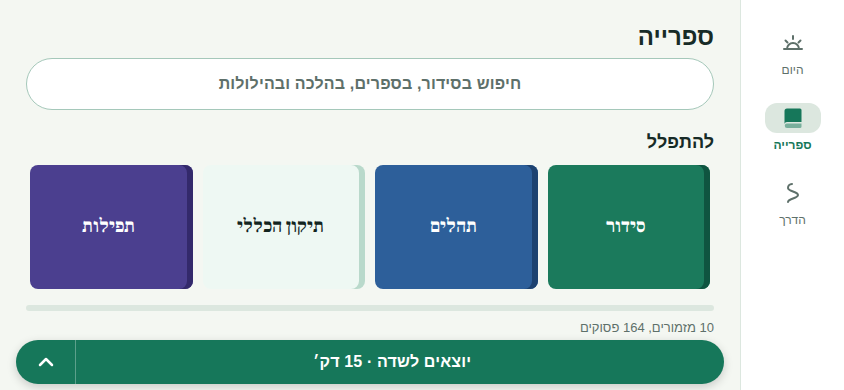 היום
ספרייה
הדרך
ספרייה
חיפוש בסידור, בספרים, בהלכה ובהילולות
להתפלל
סידור
תהלים
תיקון הכללי
תפילות
10 מזמורים, 164 פסוקים
יוצאים לשדה · 15 דק׳